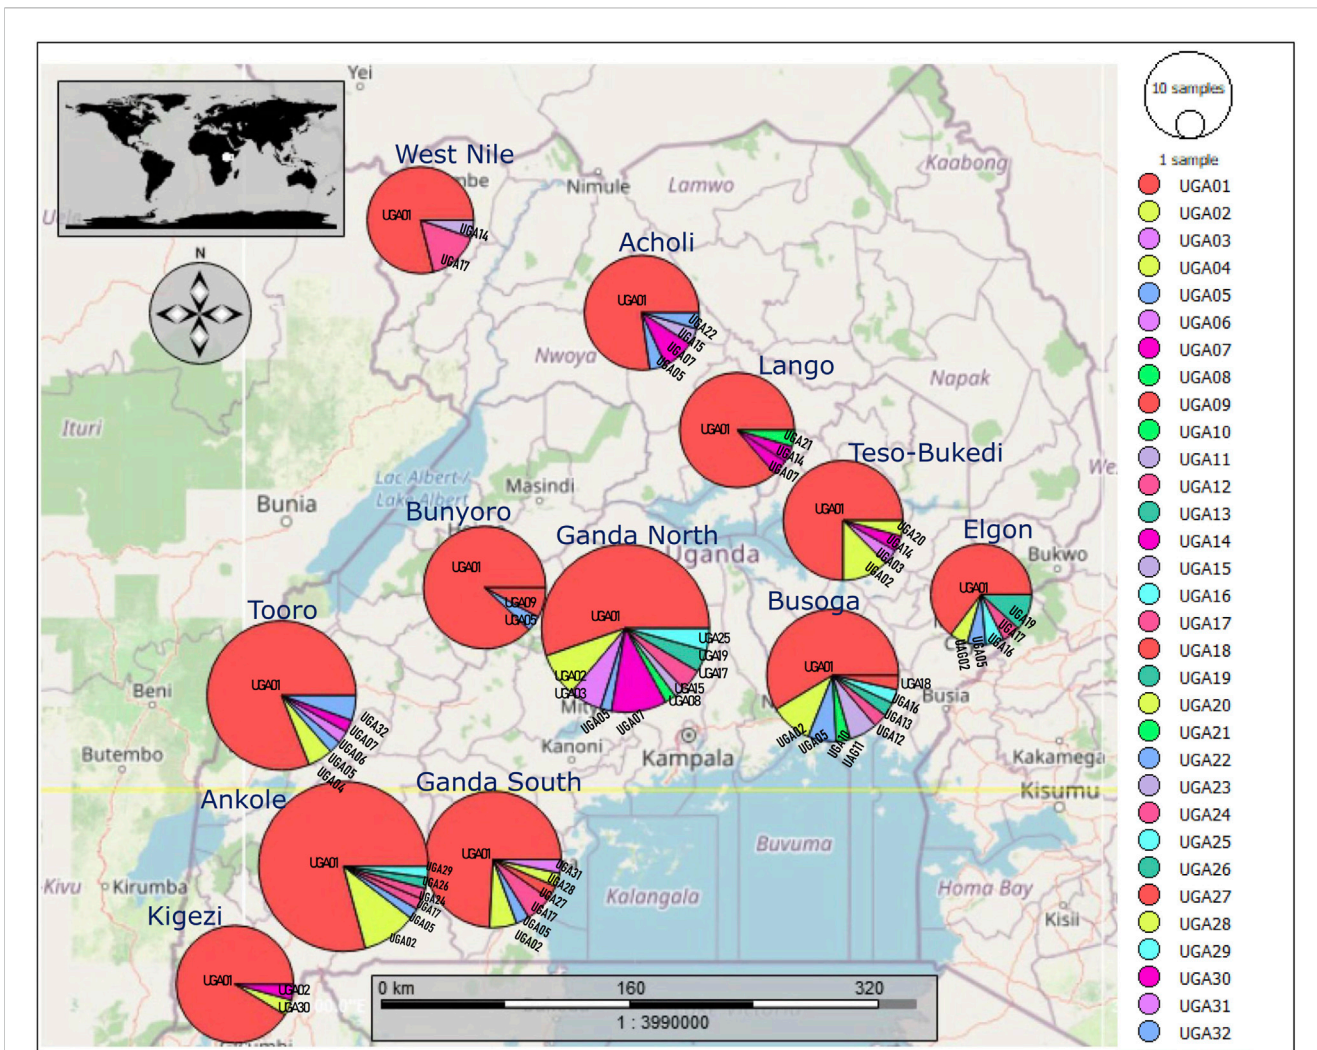 Yei
West Nile
UGA01
UGA14
UGA17
Nimule
Lamwo
Kaabong
Acholi
UGA01
UGA22
UGA15
UGA07
UGA05
Nwoya
Napak
N
Ituri
Lango
UGA01
UGA21
UGA14
UGA07
Lac Albert /
Lake Albert
Masindi
Bunia
Teso-Bukedi
UGA01
UGA20
UGA14
UGA03
UGA02
Bunyoro
UGA01
UGA09
UGA05
Ganda North
Uganda
UGA01
UGA25
UGA19
UGA17
UGA15
UGA08
UGA07
UGA05
UGA03
UGA02
Elgon
Bukwo
UGA01
UGA19
UGA17
UGA16
UGA05
UAG02
Busoga
UGA01
UGA18
UGA16
UGA13
UGA12
UAG11
UGA10
UGA05
UGA02
Busia
Tooro
UGA01
UGA32
UGA07
UGA06
UGA05
UGA04
Beni
Butembo
Kanoni
Kampala
Kakamega
Kisumu
Ankole
UGA01
UGA29
UGA26
UGA24
UGA17
UGA05
UGA02
Ganda South
UGA01
UGA31
UGA28
UGA27
UGA17
UGA05
UGA02
Buvuma
Kalangala
Homa Bay
Kisii
Kivu
Kirumba
Kigezi
UGA01
UGA02
UGA30
0 km 160 320
1 : 3990000
10 samples
1 sample
UGA01
UGA02
UGA03
UGA04
UGA05
UGA06
UGA07
UGA08
UGA09
UGA10
UGA11
UGA12
UGA13
UGA14
UGA15
UGA16
UGA17
UGA18
UGA19
UGA20
UGA21
UGA22
UGA23
UGA24
UGA25
UGA26
UGA27
UGA28
UGA29
UGA30
UGA31
UGA32